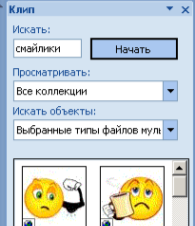 Клип
Искать:
смайлики
Начать
Просматривать:
Все коллекции
Искать объекты:
Выбранные типы файлов муль